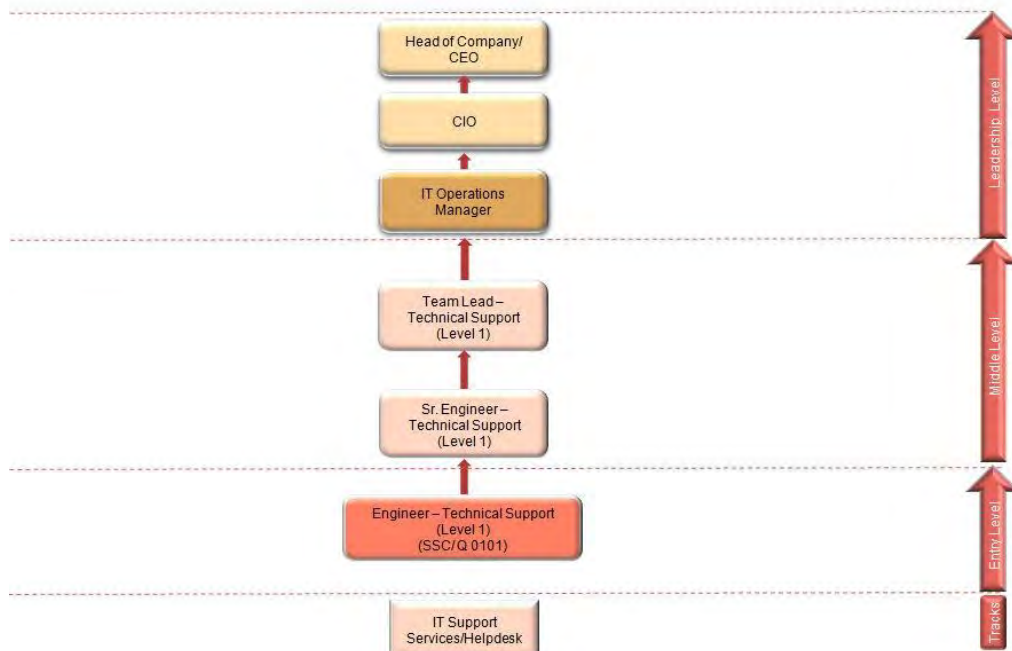 Head of Company/
CEO
CIO
IT Operations
Manager
Leadership Level
Team Lead –
Technical Support
(Level 1)
Sr. Engineer –
Technical Support
(Level 1)
Middle Level
Engineer – Technical Support
(Level 1)
(SSC/ Q 0101)
Entry Level
IT Support
Services/Helpdesk
Tracks